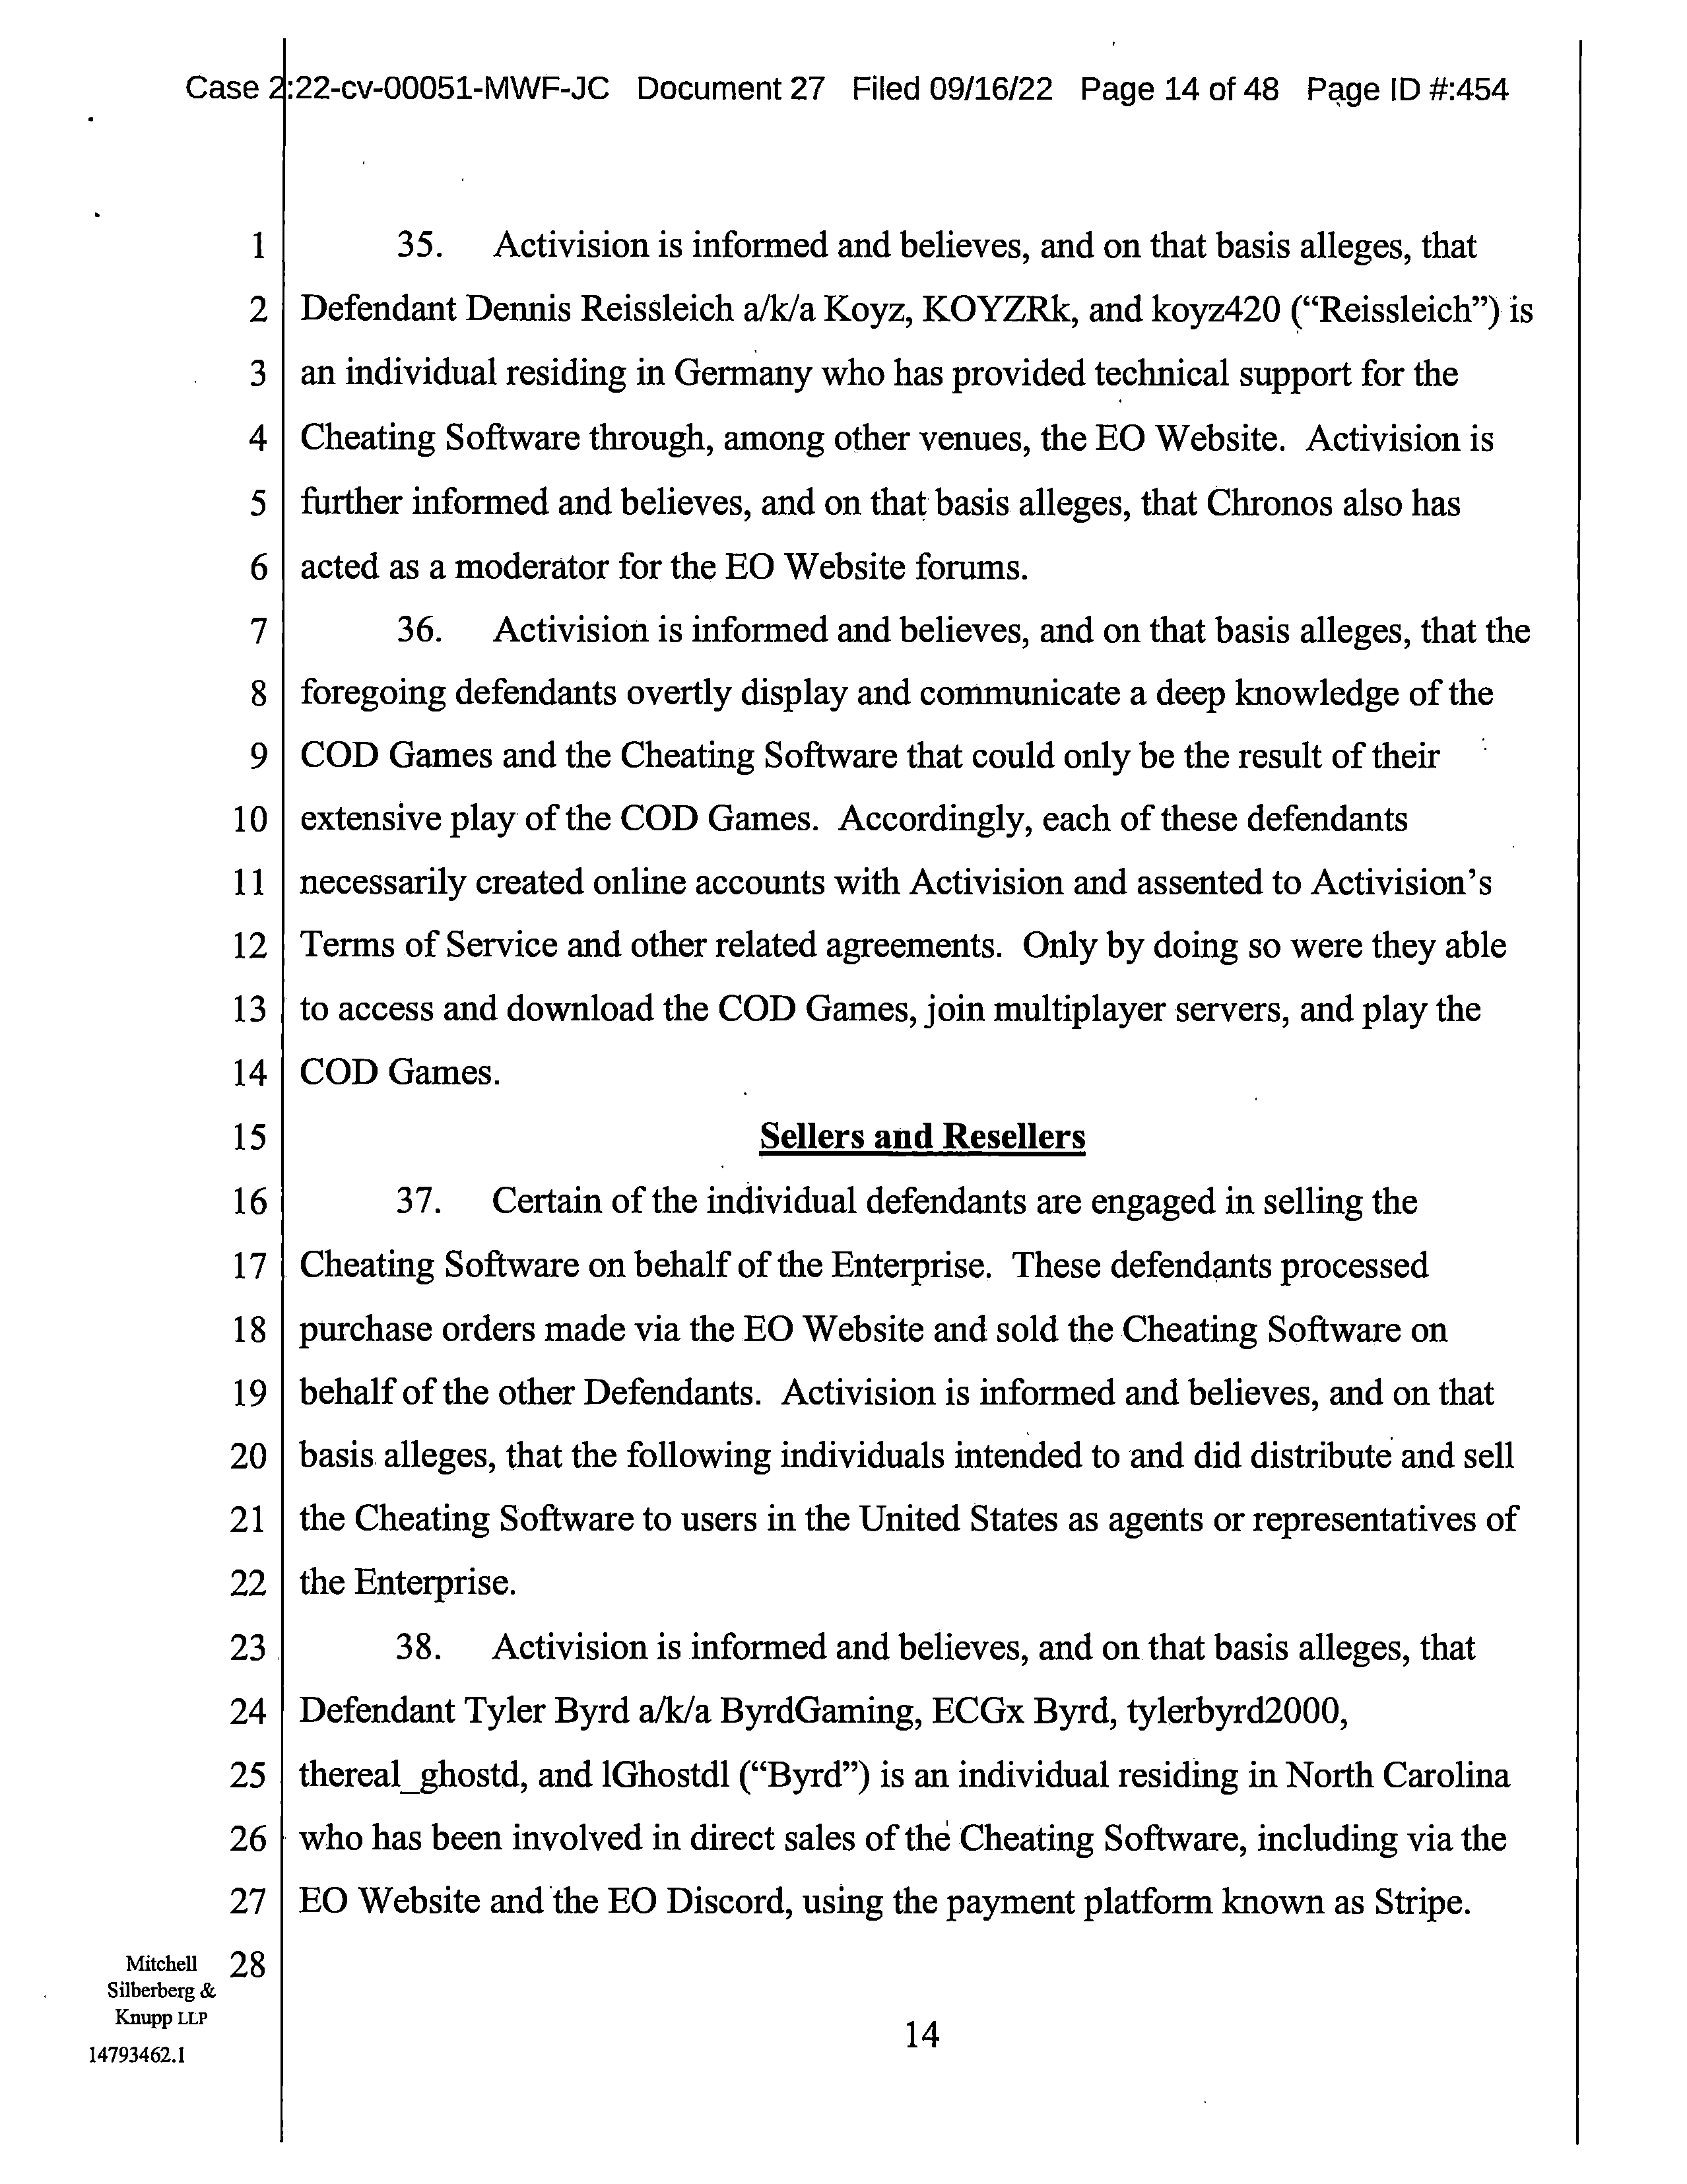 Case 2:22-cv-00051-MWF-JC Document 27 Filed 09/16/22 Page 14 of 48 Page ID #:454
1 35. Activision is informed and believes, and on that basis alleges, that
2 Defendant Dennis Reissleich a/k/a Koyz, KOYZRk, and koyz420 (“Reissleich”) is
3 an individual residing in Germany who has provided technical support for the
4 Cheating Software through, among other venues, the EO Website. Activision is
5 further informed and believes, and on that basis alleges, that Chronos also has
6 acted as a moderator for the EO Website forums.
7 36. Activision is informed and believes, and on that basis alleges, that the
8 foregoing defendants overtly display and communicate a deep knowledge of the
9 COD Games and the Cheating Software that could only be the result of their
10 extensive play of the COD Games. Accordingly, each of these defendants
11 necessarily created online accounts with Activision and assented to Activision’s
12 Terms of Service and other related agreements. Only by doing so were they able
13 to access and download the COD Games, join multiplayer servers, and play the
14 COD Games.
15 Sellers and Resellers
16 37. Certain of the individual defendants are engaged in selling the
17 Cheating Software on behalf of the Enterprise. These defendants processed
18 purchase orders made via the EO Website and sold the Cheating Software on
19 behalf of the other Defendants. Activision is informed and believes, and on that
20 basis alleges, that the following individuals intended to and did distribute and sell
21 the Cheating Software to users in the United States as agents or representatives of
22 the Enterprise.
23 38. Activision is informed and believes, and on that basis alleges, that
24 Defendant Tyler Byrd a/k/a ByrdGaming, ECGx Byrd, tylerbyrd2000,
25 thereal_ghostd, and lGhostdl (“Byrd”) is an individual residing in North Carolina
26 who has been involved in direct sales of the Cheating Software, including via the
27 EO Website and the EO Discord, using the payment platform known as Stripe.
28
Mitchell
Silberberg &
Knupp LLP
14793462.1
14